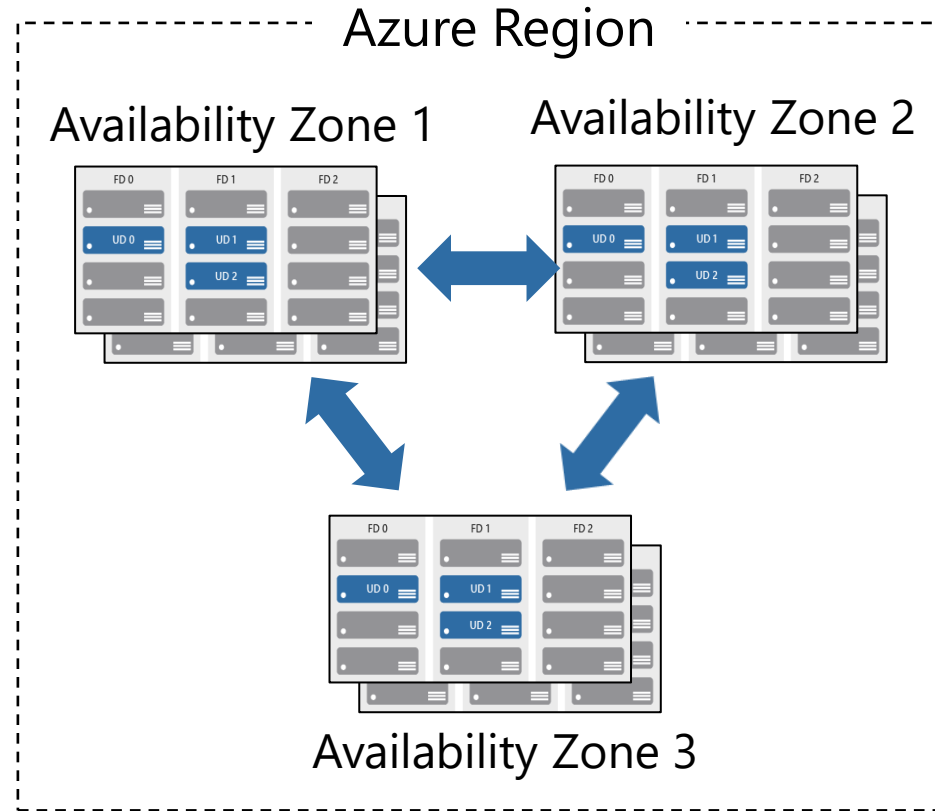 Azure Region
Availability Zone 1
FD 0 FD 1 FD 2
UD 0 UD 1
UD 2
Availability Zone 2
FD 0 FD 1 FD 2
UD 0 UD 1
UD 2
FD 0 FD 1 FD 2
UD 0 UD 1
UD 2
Availability Zone 3